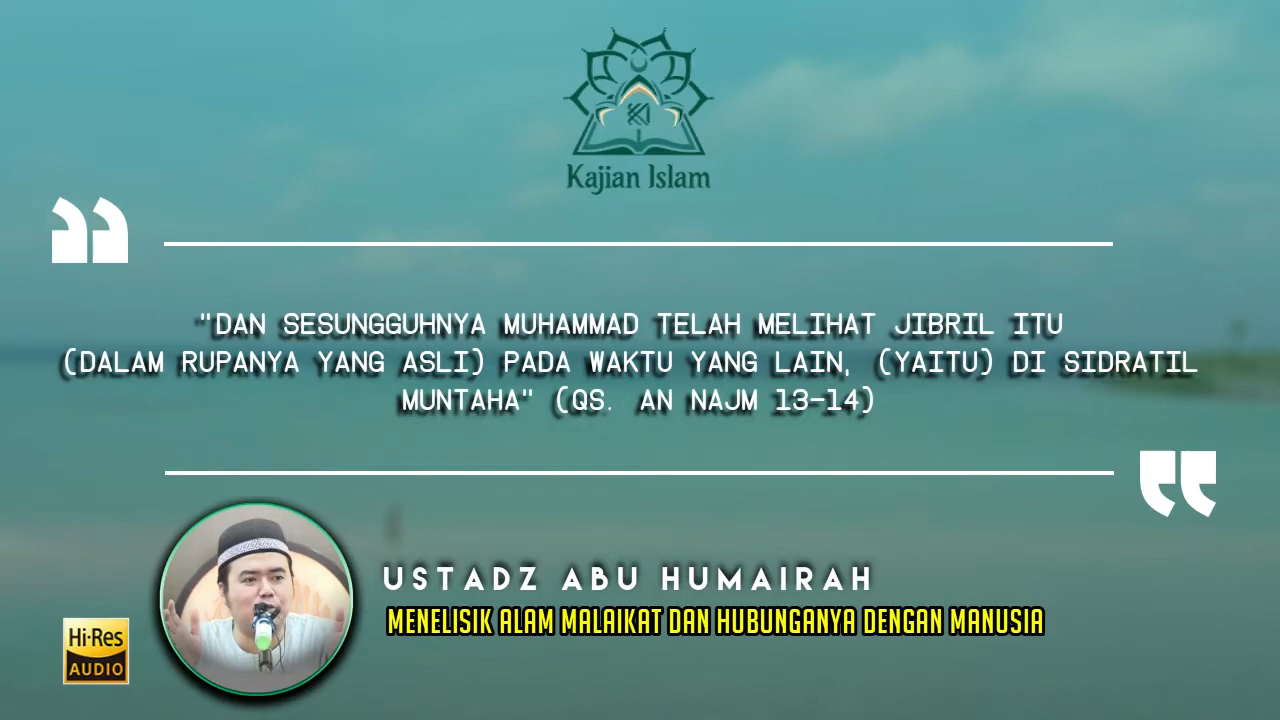 Kajian Islam
"DAN SESUNGGUHNYA MUHAMMAD TELAH MELIHAT JIBRIL ITU
(DALAM RUPANYA YANG ASLI) PADA WAKTU YANG LAIN, (YAITU) DI SIDRATIL
MUNTAHA" (QS. AN NAJM 13-14)
USTADZ ABU HUMAIRAH
MENELISIK ALAM MALAIKAT DAN HUBUNGANYA DENGAN MANUSIA
Hi-Res
AUDIO